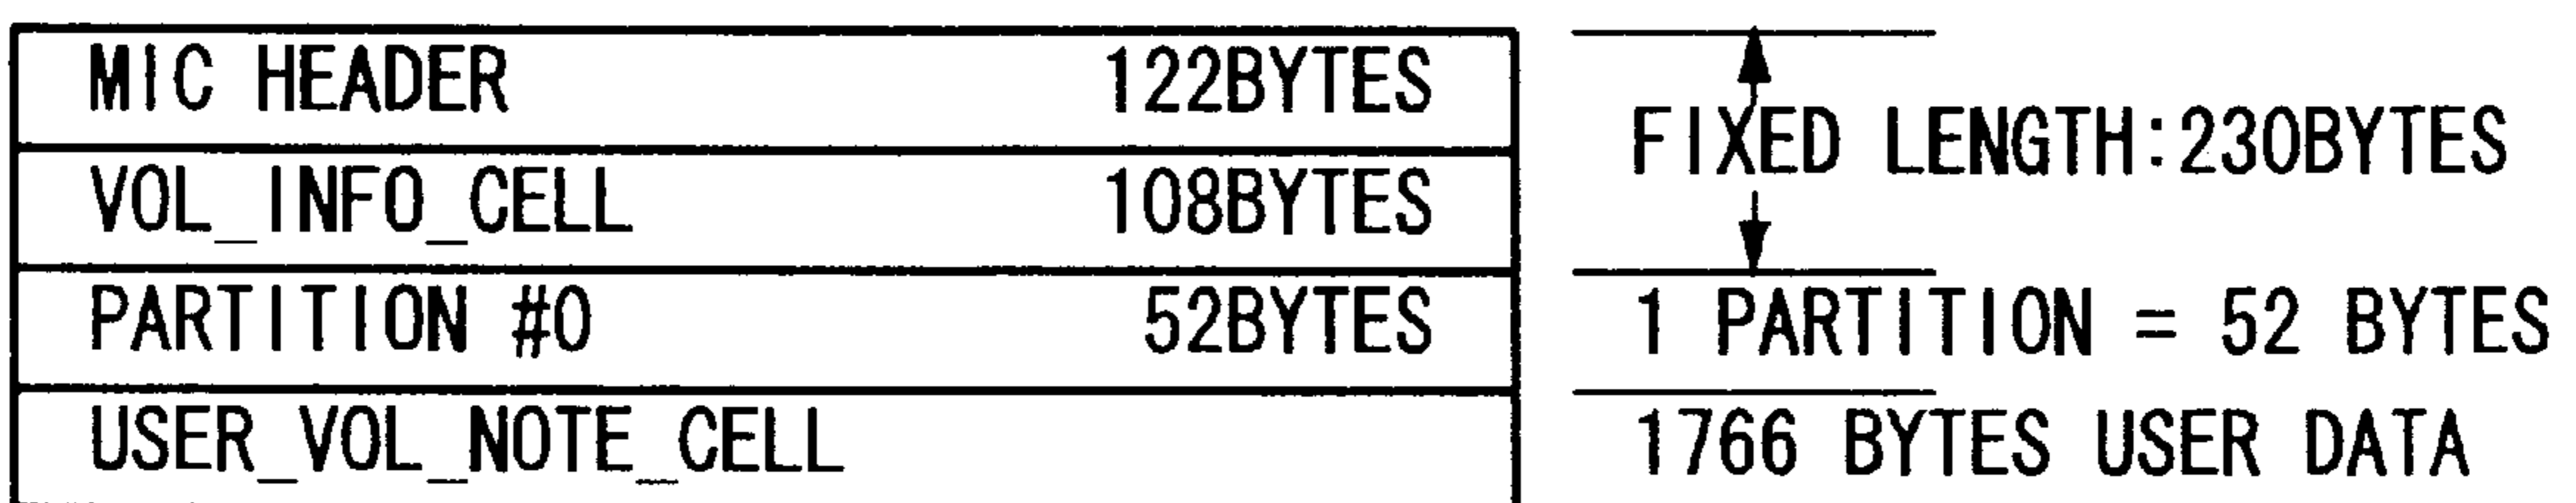 MIC HEADER 122BYTES
VOL_INFO_CELL 108BYTES
FIXED LENGTH:230BYTES
PARTITION #0 52BYTES
1 PARTITION = 52 BYTES
USER_VOL_NOTE_CELL
1766 BYTES USER DATA